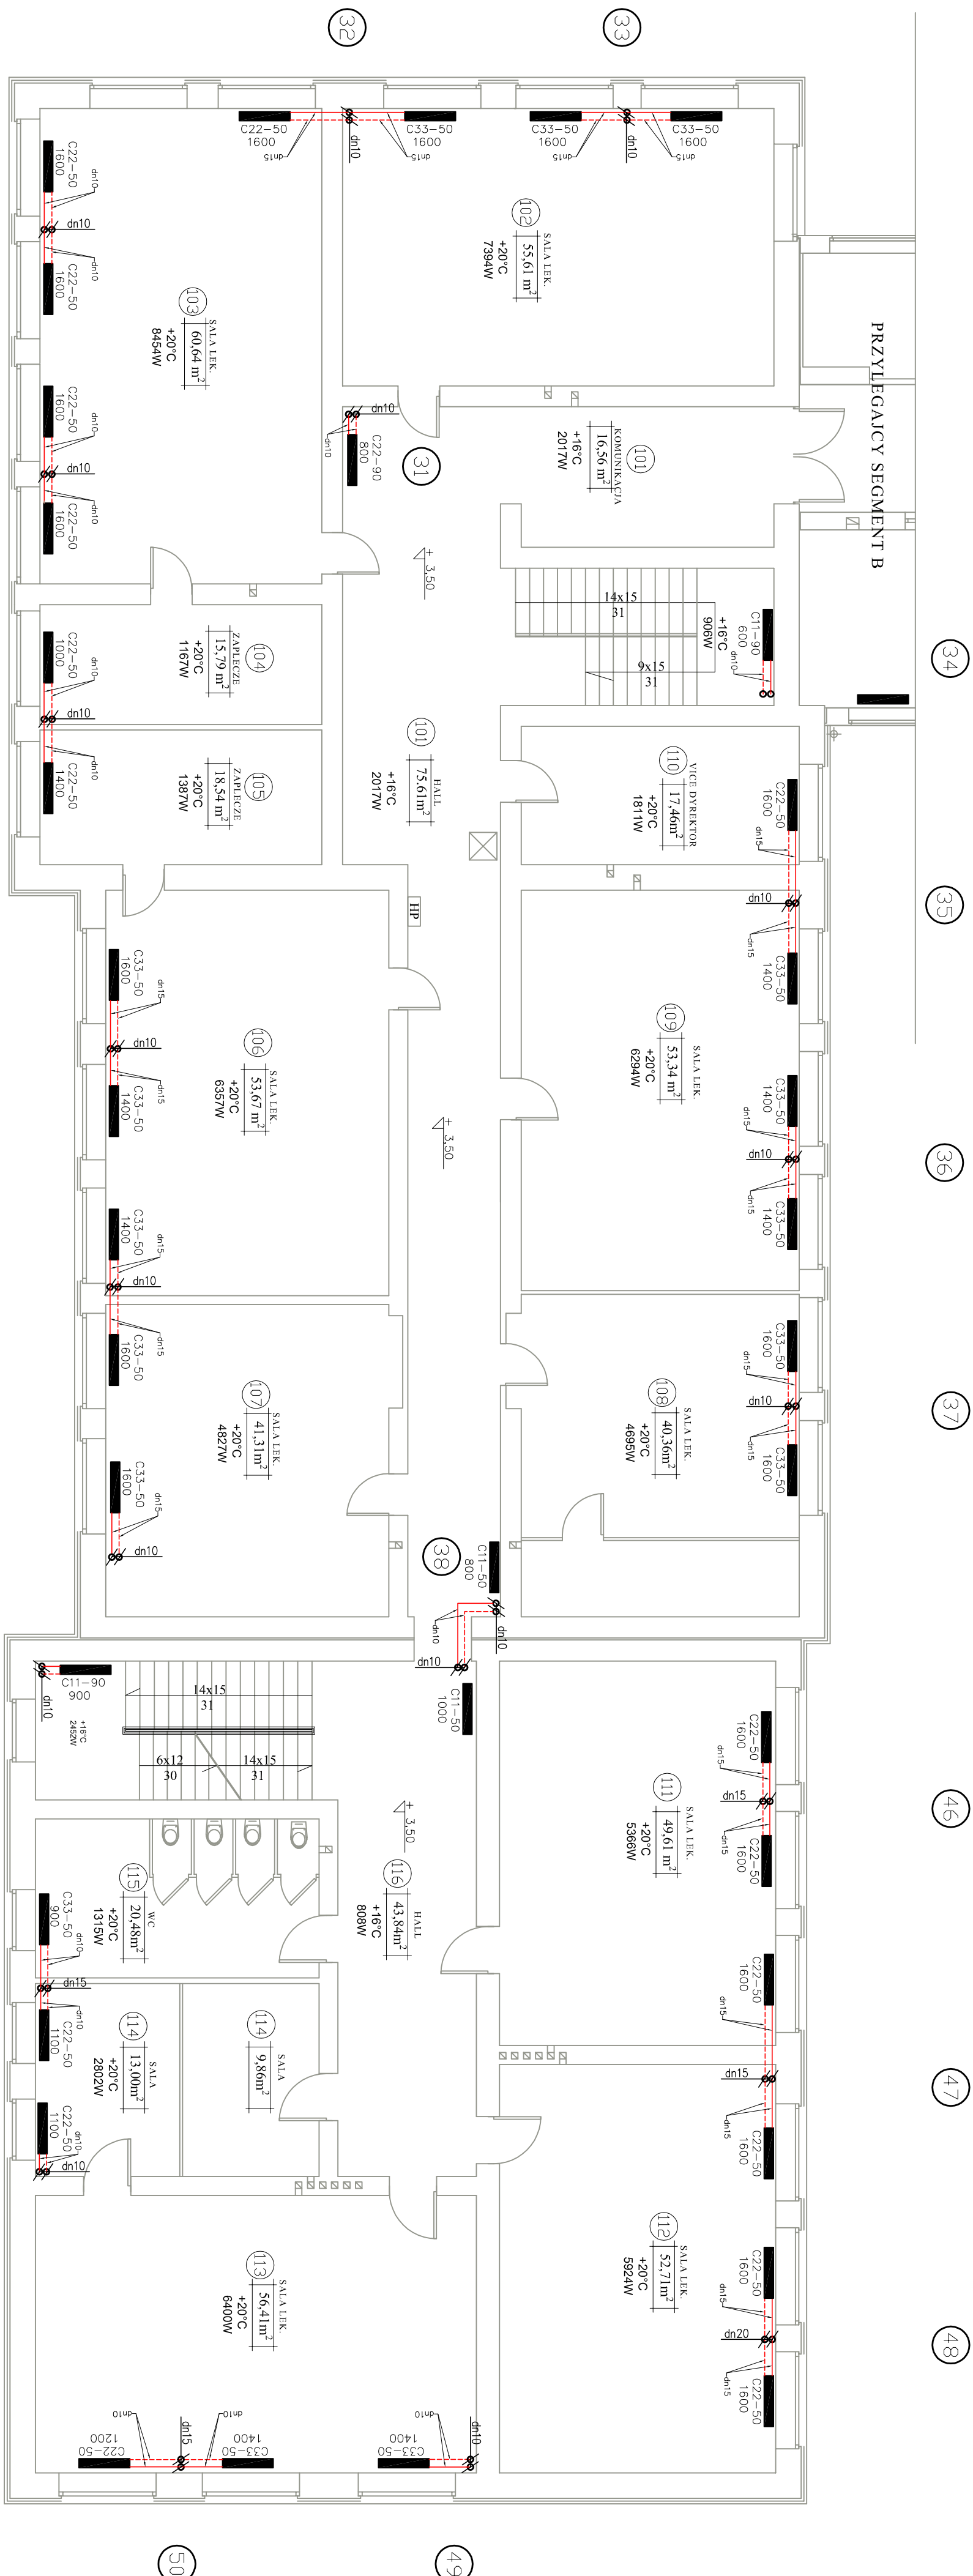 32
33
C22-50
1600
dn15
dn10
dn15
C33-50
1600
C33-50
1600
dn15
dn10
dn15
C33-50
1600
PRZYLEGAJCY SEGMENT B
102
SALA LEK.
55,61 m²
+20°C
7394W
103
SALA LEK.
60,64 m²
+20°C
8454W
C22-50
1600
dn10
dn10
dn10
C22-50
1600
C22-50
1600
dn10
dn10
dn10
C22-50
1600
dn10
dn10
C22-90
800
31
101
KOMUNIKACJA
16,56 m²
+16°C
2017W
+ 3,50
14x15
31
9x15
31
C11-90
600
dn10
+16°C
906W
34
104
ZAPLECZE
15,79 m²
+20°C
1167W
C22-50
1000
dn10
dn10
dn10
C22-50
1400
105
ZAPLECZE
18,54 m²
+20°C
1387W
101
HALL
75.61m²
+16°C
2017W
110
VICE DYREKTOR
17,46m²
+20°C
1811W
C22-50
1600
dn15
dn10
dn15
C33-50
1400
35
HP
109
SALA LEK.
53,34 m²
+20°C
6294W
C33-50
1400
dn15
dn10
dn15
C33-50
1400
36
106
SALA LEK.
53,67 m²
+20°C
6357W
C33-50
1600
dn15
dn10
dn15
C33-50
1400
+ 3,50
C33-50
1400
dn15
dn10
dn15
C33-50
1600
107
SALA LEK.
41,31m²
+20°C
4827W
C33-50
1600
dn15
dn10
108
SALA LEK.
40,36m²
+20°C
4695W
C33-50
1600
dn15
dn10
dn15
C33-50
1600
37
38
C11-50
800
dn10
dn10
dn10
C11-50
1000
C11-90
900
dn10
+16°C
2452W
14x15
31
6x12
30
14x15
31
+ 3,50
111
SALA LEK.
49,61 m²
+20°C
5366W
C22-50
1600
dn15
dn15
dn15
C22-50
1600
46
116
HALL
43,84m²
+16°C
808W
115
WC
20,48m²
+20°C
1315W
C33-50
900
dn10
dn15
dn10
C22-50
1100
C22-50
1600
dn15
dn15
dn15
C22-50
1600
47
114
SALA
13,00m²
+20°C
2802W
114
SALA
9,86m²
C22-50
1100
dn10
dn10
112
SALA LEK.
52,71m²
+20°C
5924W
C22-50
1600
dn15
dn20
dn15
C22-50
1600
48
113
SALA LEK.
56,41m²
+20°C
6400W
C22-50
1200
dn10
dn15
dn10
C33-50
1400
C33-50
1400
dn10
dn10
50
49